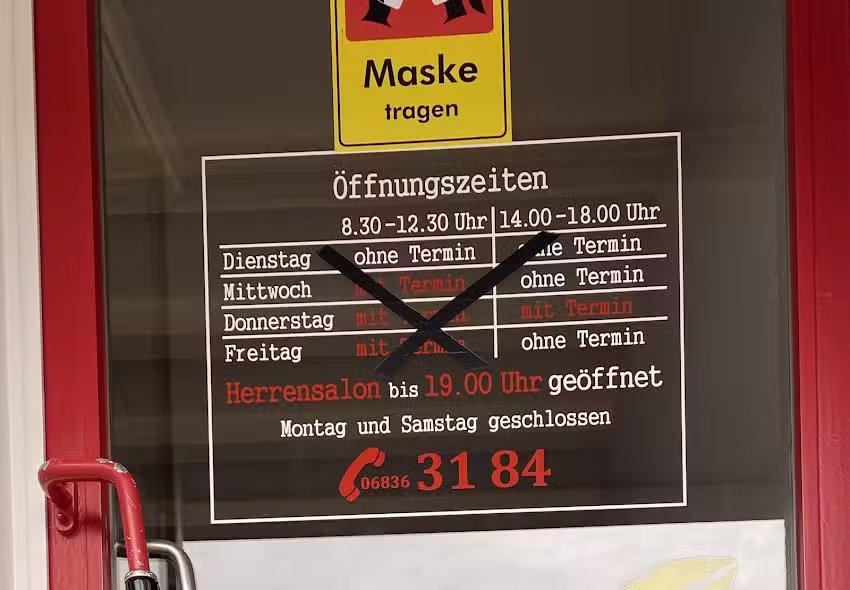 Maske
tragen
Öffnungszeiten
8.30-12.30 Uhr 14.00-18.00 Uhr
Dienstag ohne Termin ohne Termin
Mittwoch mit Termin ohne Termin
Donnerstag mit Termin mit Termin
Freitag mit Termin ohne Termin
Herrensalon bis 19.00 Uhr geöffnet
Montag und Samstag geschlossen
06836 31 84